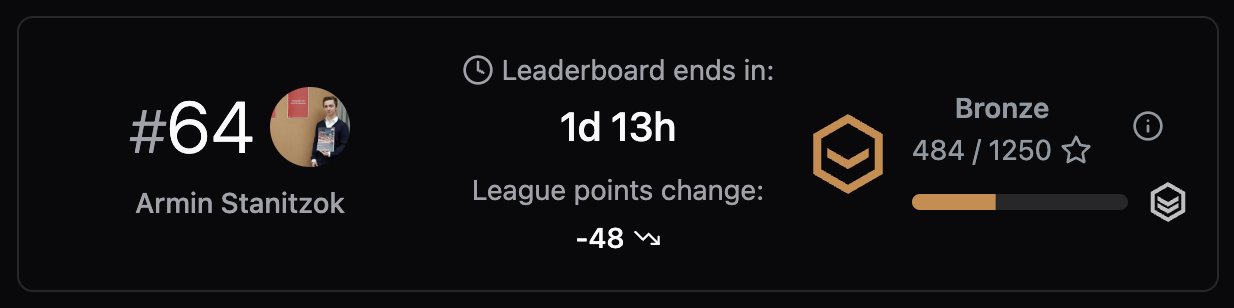 #64
Armin Stanitzok
Leaderboard ends in:
1d 13h
League points change:
-48
Bronze
484 / 1250